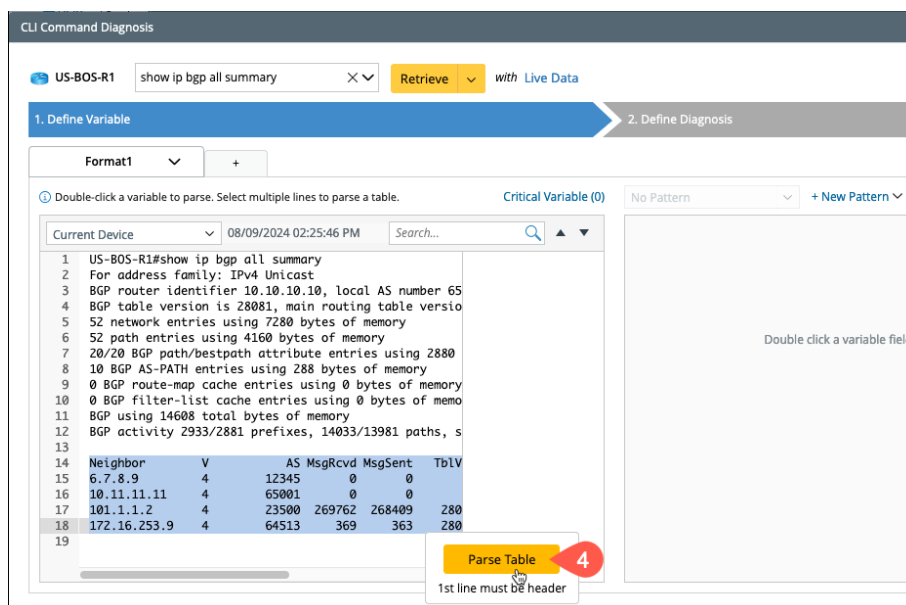 CLI Command Diagnosis
US-BOS-R1 show ip bgp all summary Retrieve with Live Data
1. Define Variable 2. Define Diagnosis
Format1 +
Double-click a variable to parse. Select multiple lines to parse a table. Critical Variable (0) No Pattern + New Pattern
Current Device 08/09/2024 02:25:46 PM Search...
1 US-BOS-R1#show ip bgp all summary
2 For address family: IPv4 Unicast
3 BGP router identifier 10.10.10.10, local AS number 65
4 BGP table version is 28081, main routing table versio
5 52 network entries using 7280 bytes of memory
6 52 path entries using 4160 bytes of memory
7 20/20 BGP path/bestpath attribute entries using 2880
8 10 BGP AS-PATH entries using 288 bytes of memory
9 0 BGP route-map cache entries using 0 bytes of memory
10 0 BGP filter-list cache entries using 0 bytes of memo
11 BGP using 14608 total bytes of memory
12 BGP activity 2933/2881 prefixes, 14033/13981 paths, s
13
14 Neighbor V AS MsgRcvd MsgSent TblV
15 6.7.8.9 4 12345 0 0
16 10.11.11.11 4 65001 0 0
17 101.1.1.2 4 23500 269762 268409 280
18 172.16.253.9 4 64513 369 363 280
19
Double click a variable fiel
Parse Table 4
1st line must be header